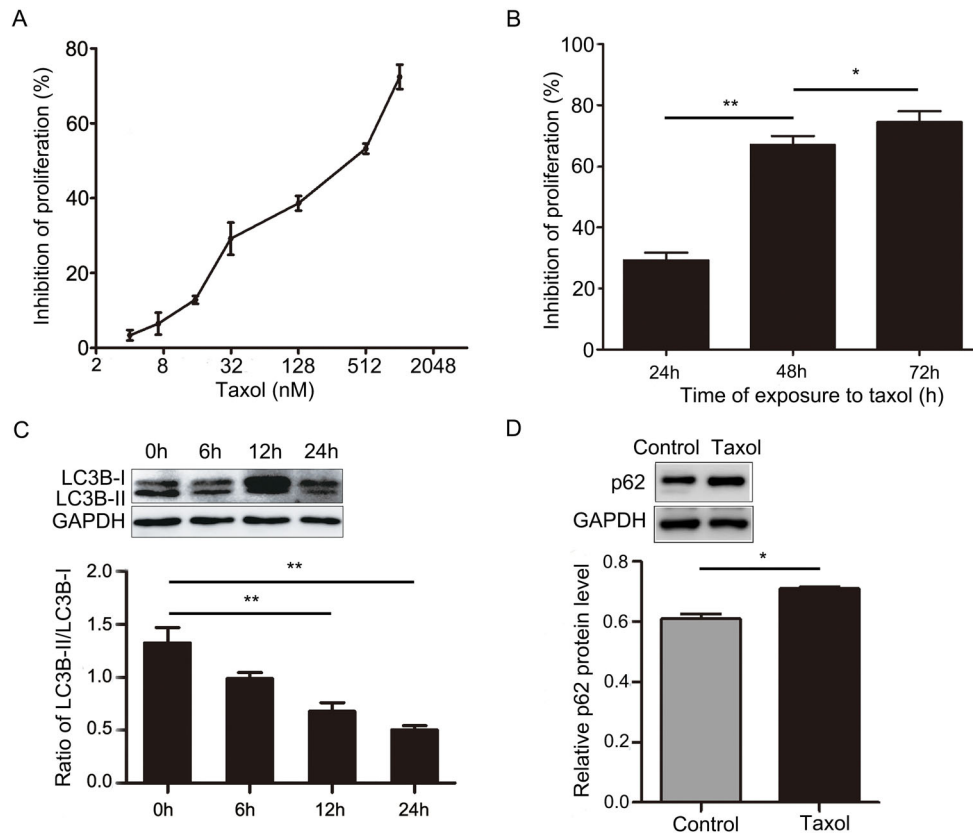 A
80
60
40
20
0
Inhibition of proliferation (%)
2 8 32 128 512 2048
Taxol (nM)
B
100
80
60
40
20
0
Inhibition of proliferation (%)
**
*
24h 48h 72h
Time of exposure to taxol (h)
C
0h 6h 12h 24h
LC3B-I
LC3B-II
GAPDH
2.0
1.5
1.0
0.5
0.0
Ratio of LC3B-II/LC3B-I
**
**
0h 6h 12h 24h
D
Control Taxol
p62
GAPDH
0.8
0.6
0.4
0.2
0.0
Relative p62 protein level
*
Control Taxol